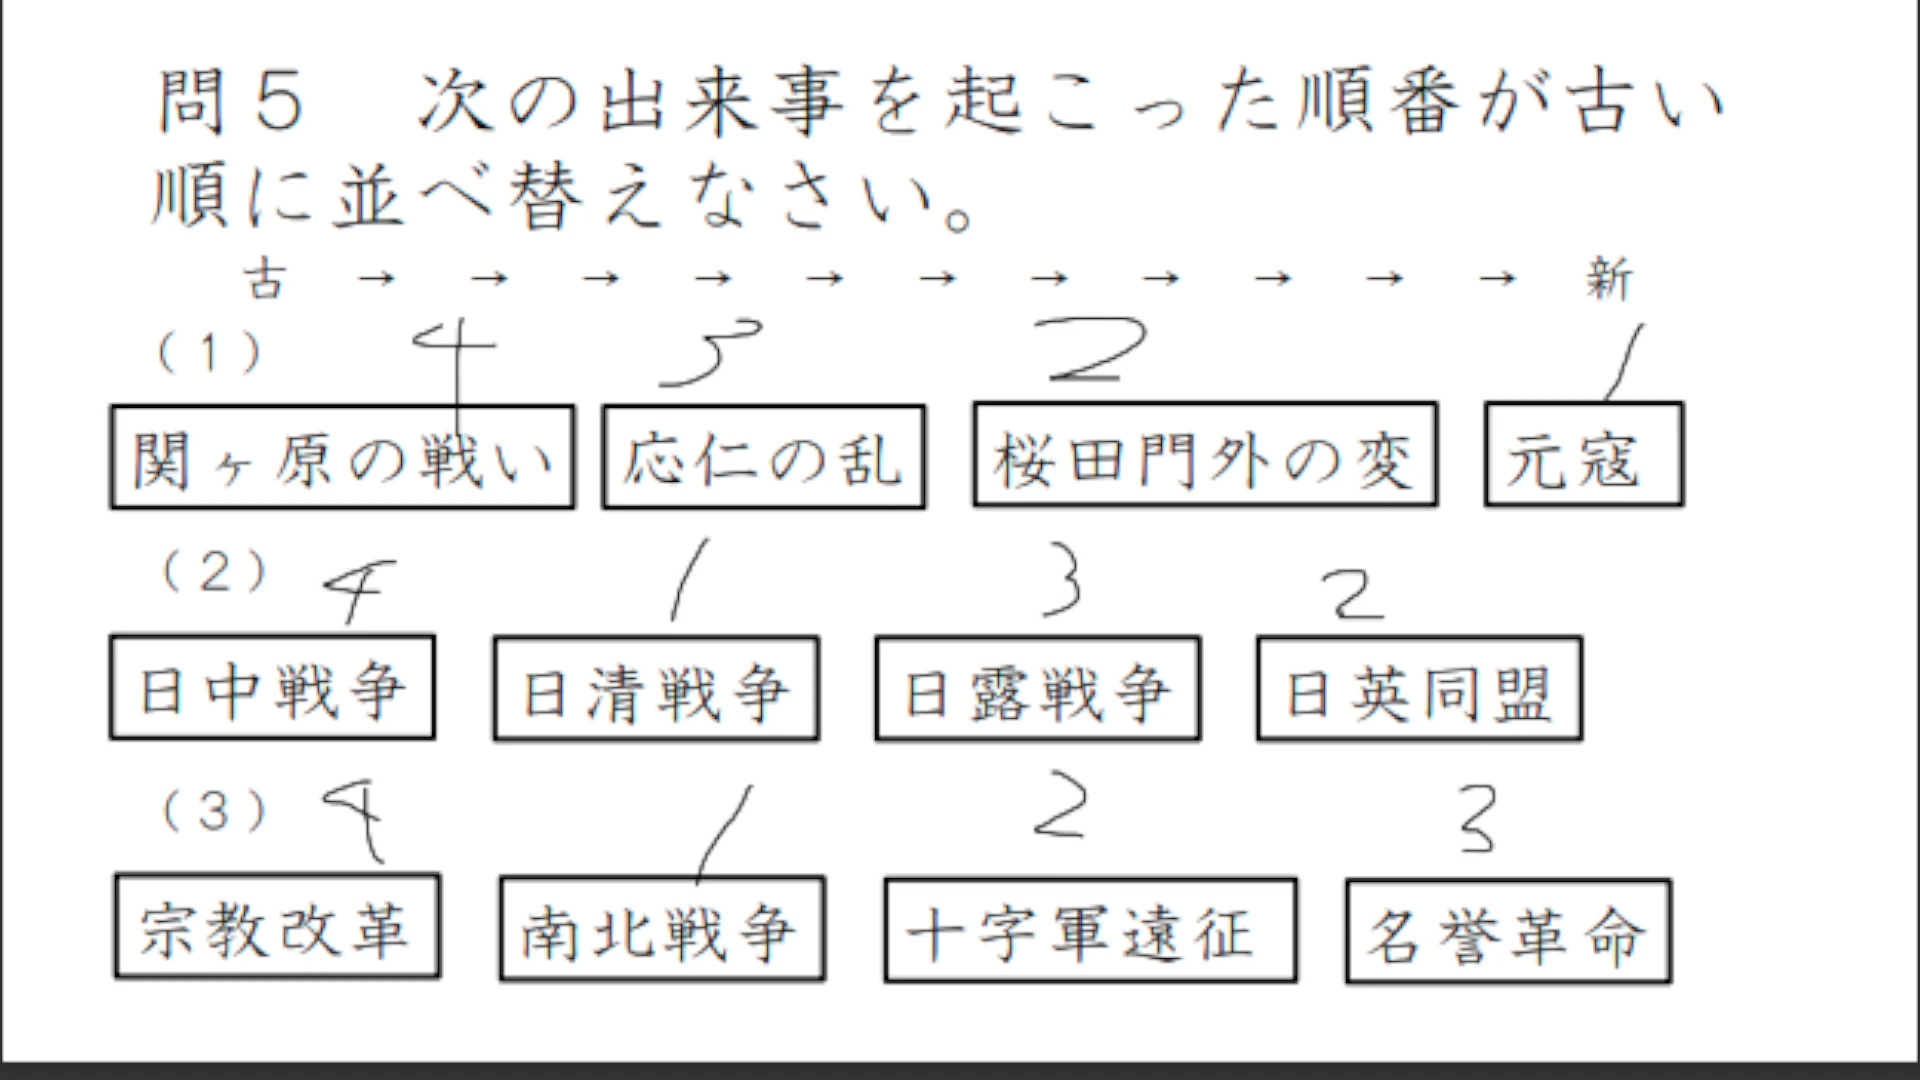 問５　次の出来事を起こった順番が古い
順に並べ替えなさい。
古 → → → → → → → → → → → 新
（１） 4 3 2 1
関ヶ原の戦い 応仁の乱 桜田門外の変 元寇
（２） 4 1 3 2
日中戦争 日清戦争 日露戦争 日英同盟
（３） 4 1 2 3
宗教改革 南北戦争 十字軍遠征 名誉革命